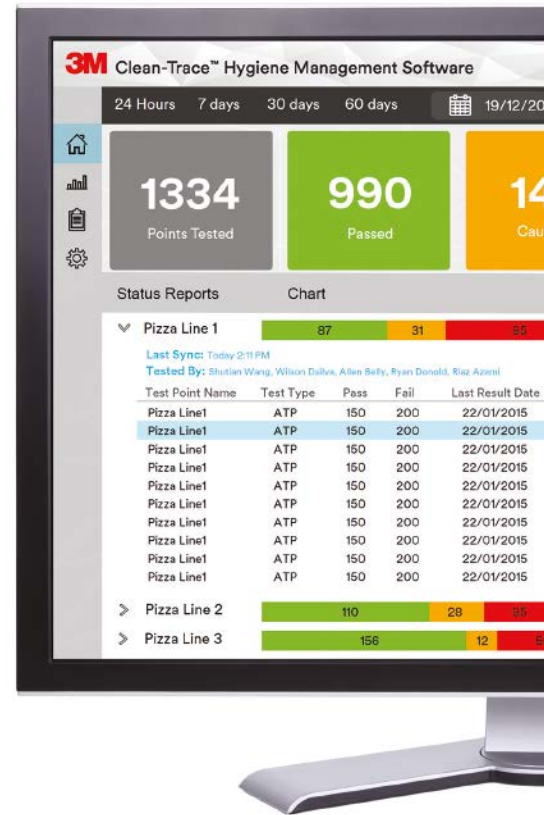 3M Clean-Trace™ Hygiene Management Software
24 Hours 7 days 30 days 60 days 19/12/20
1334 990 14
Points Tested Passed Cau
Status Reports Chart
Pizza Line 1 87 31
Last Sync: Today 2:11 PM
Tested By: Shutian Wang, Wilson Allen Belly, Ryan Donold, Riaz Azami
Test Point Name Test Type Pass Fail Last Result Date
Pizza Line1 ATP 150 200 22/01/2015
Pizza Line1 ATP 150 200 22/01/2015
Pizza Line1 ATP 150 200 22/01/2015
Pizza Line1 ATP 150 200 22/01/2015
Pizza Line1 ATP 150 200 22/01/2015
Pizza Line1 ATP 150 200 22/01/2015
Pizza Line1 ATP 150 200 22/01/2015
Pizza Line1 ATP 150 200 22/01/2015
Pizza Line1 ATP 150 200 22/01/2015
Pizza Line1 ATP 150 200 22/01/2015
Pizza Line 2 110 28
Pizza Line 3 156 12